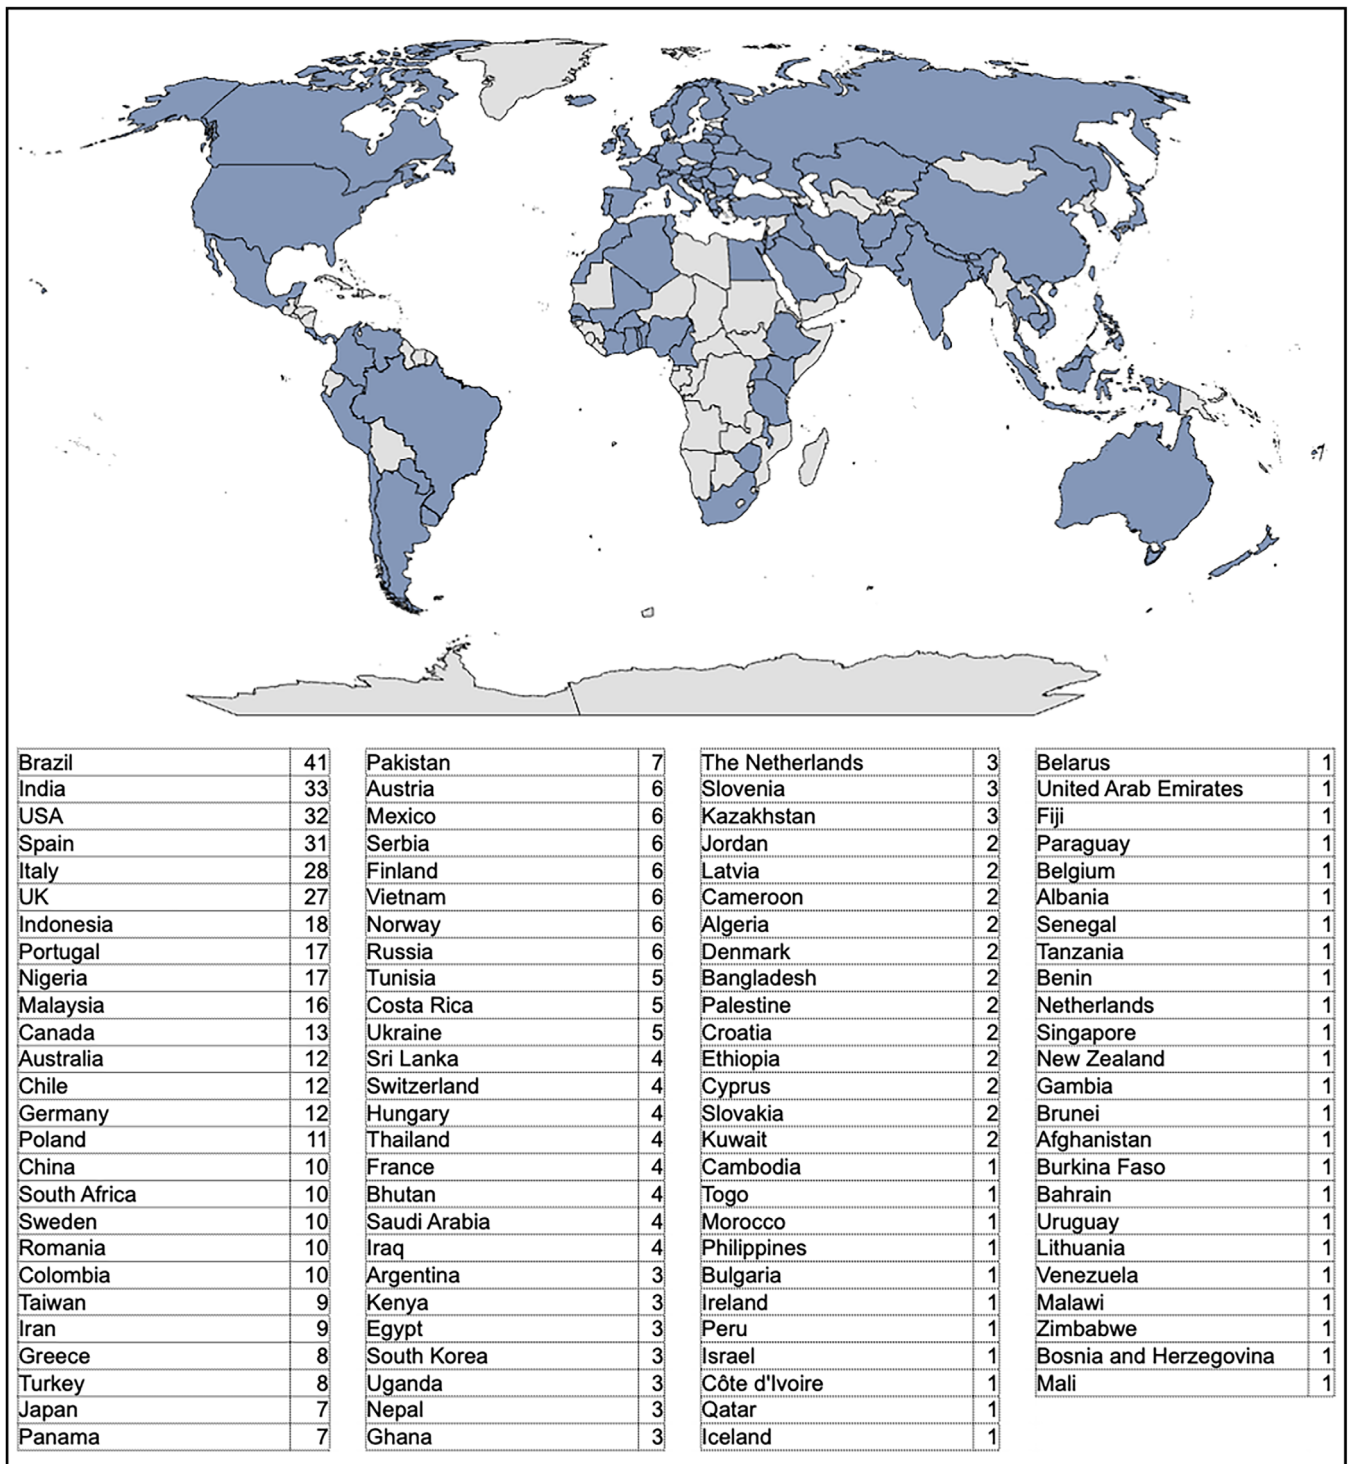 Brazil 41
India 33
USA 32
Spain 31
Italy 28
UK 27
Indonesia 18
Portugal 17
Nigeria 17
Malaysia 16
Canada 13
Australia 12
Chile 12
Germany 12
Poland 11
China 10
South Africa 10
Sweden 10
Romania 10
Colombia 10
Taiwan 9
Iran 9
Greece 8
Turkey 8
Japan 7
Panama 7
Pakistan 7
Austria 6
Mexico 6
Serbia 6
Finland 6
Vietnam 6
Norway 6
Russia 6
Tunisia 5
Costa Rica 5
Ukraine 5
Sri Lanka 4
Switzerland 4
Hungary 4
Thailand 4
France 4
Bhutan 4
Saudi Arabia 4
Iraq 4
Argentina 3
Kenya 3
Egypt 3
South Korea 3
Uganda 3
Nepal 3
Ghana 3
The Netherlands 3
Slovenia 3
Kazakhstan 3
Jordan 2
Latvia 2
Cameroon 2
Algeria 2
Denmark 2
Bangladesh 2
Palestine 2
Croatia 2
Ethiopia 2
Cyprus 2
Slovakia 2
Kuwait 2
Cambodia 1
Togo 1
Morocco 1
Philippines 1
Bulgaria 1
Ireland 1
Peru 1
Israel 1
Côte d'Ivoire 1
Qatar 1
Iceland 1
Belarus 1
United Arab Emirates 1
Fiji 1
Paraguay 1
Belgium 1
Albania 1
Senegal 1
Tanzania 1
Benin 1
Netherlands 1
Singapore 1
New Zealand 1
Gambia 1
Brunei 1
Afghanistan 1
Burkina Faso 1
Bahrain 1
Uruguay 1
Lithuania 1
Venezuela 1
Malawi 1
Zimbabwe 1
Bosnia and Herzegovina 1
Mali 1